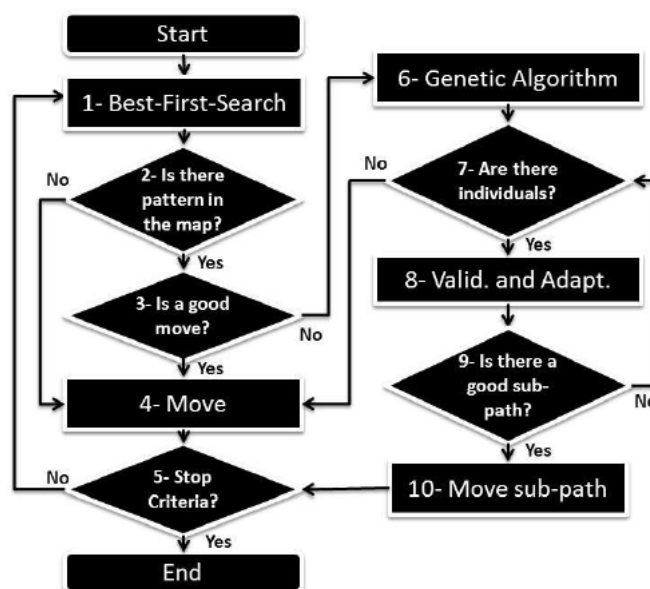 Start
1- Best-First-Search
No
2- Is there
pattern in
the map?
Yes
3- Is a good
move?
No
Yes
4- Move
No
5- Stop
Criteria?
Yes
End
6- Genetic Algorithm
No
7- Are there
individuals?
Yes
8- Valid. and Adapt.
9- Is there a
good sub-
path?
No
Yes
10- Move sub-path